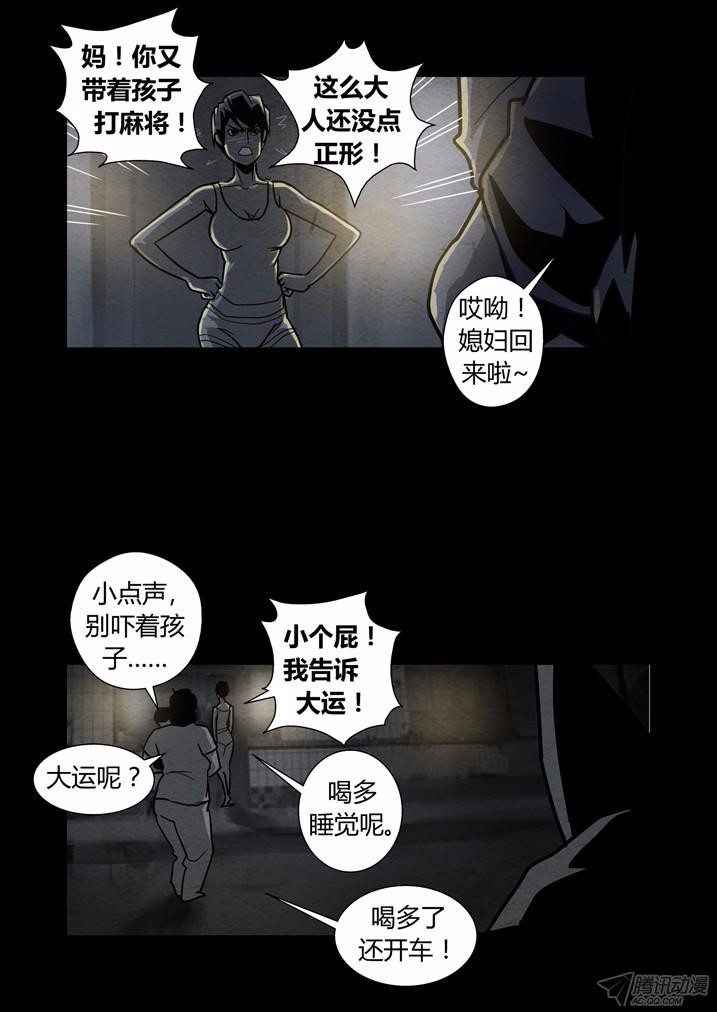 妈！你又
带着孩子
打麻将！
这么大
人还没点
正形！
哎呦！
媳妇回
来啦~
小点声，
别吓着孩
子……
小个屁！
我告诉
大运！
大运呢？
喝多
睡觉呢。
喝多了
还开车！
腾讯动漫